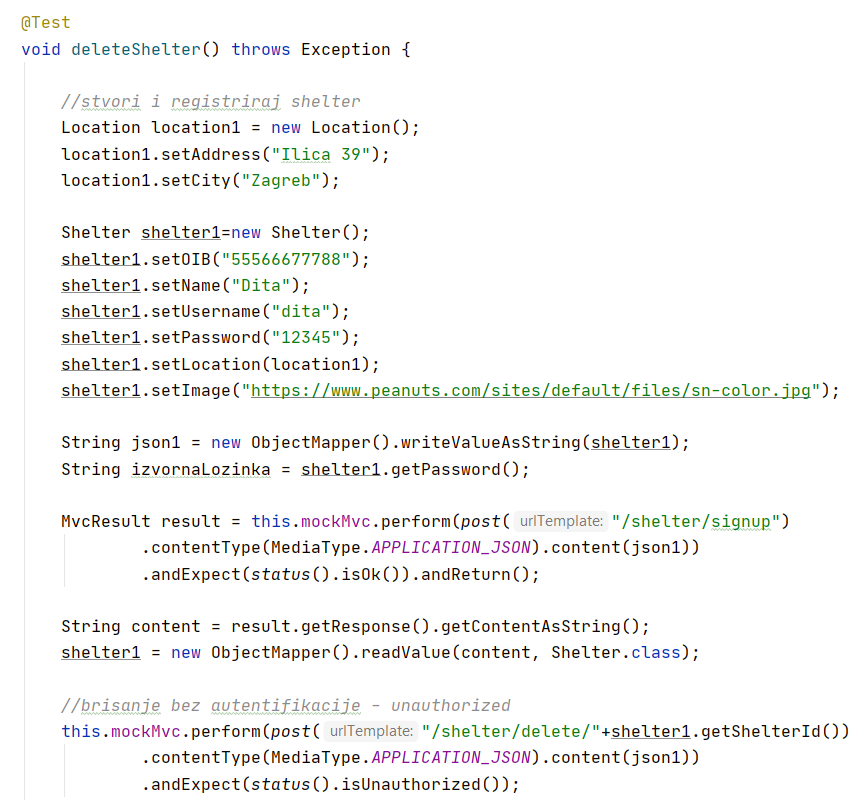 @Test
void deleteShelter() throws Exception {
//stvori i registriraj shelter
Location location1 = new Location();
location1.setAddress("Ilica 39");
location1.setCity("Zagreb");
Shelter shelter1=new Shelter();
shelter1.setOIB("55566677788");
shelter1.setName("Dita");
shelter1.setUsername("dita");
shelter1.setPassword("12345");
shelter1.setLocation(location1);
shelter1.setImage("https://www.peanuts.com/sites/default/files/sn-color.jpg");
String json1 = new ObjectMapper().writeValueAsString(shelter1);
String izvornaLozinka = shelter1.getPassword();
MvcResult result = this.mockMvc.perform(post( urlTemplate: "/shelter/signup")
.contentType(MediaType.APPLICATION_JSON).content(json1))
.andExpect(status().isOk()).andReturn();
String content = result.getResponse().getContentAsString();
shelter1 = new ObjectMapper().readValue(content, Shelter.class);
//brisanje bez autentifikacije - unauthorized
this.mockMvc.perform(post( urlTemplate: "/shelter/delete/"+shelter1.getShelterId())
.contentType(MediaType.APPLICATION_JSON).content(json1))
.andExpect(status().isUnauthorized());